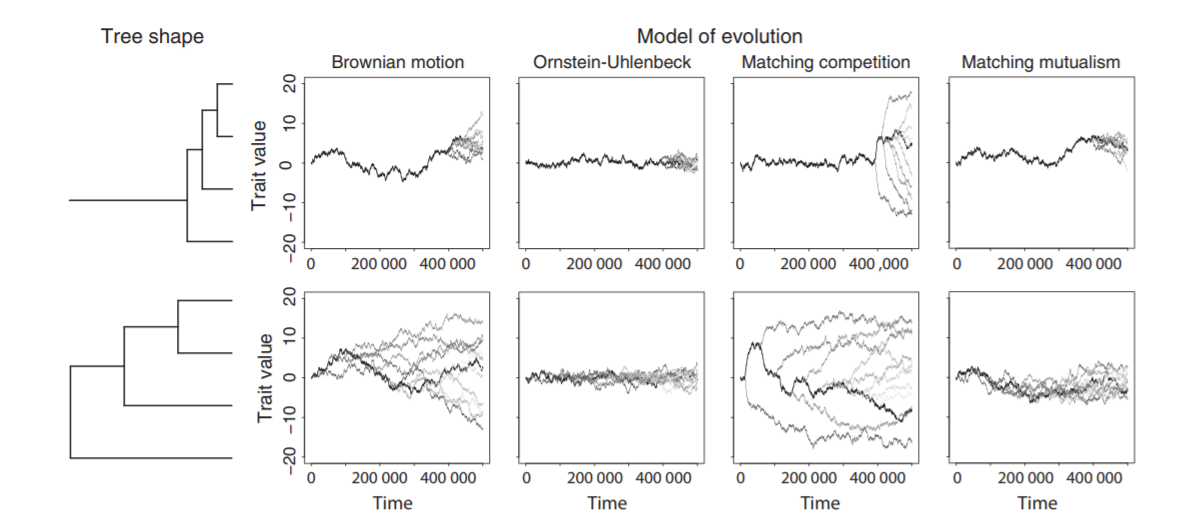 Tree shape
Model of evolution
Brownian motion
Ornstein-Uhlenbeck
Matching competition
Matching mutualism
Trait value
20
10
0
−10
−20
0 200 000 400 000
0 200 000 400 000
0 200 000 400 ,000
0 200 000 400 000
Trait value
20
10
0
−10
−20
0 200 000 400 000
0 200 000 400 000
0 200 000 400 000
0 200 000 400 000
Time
Time
Time
Time